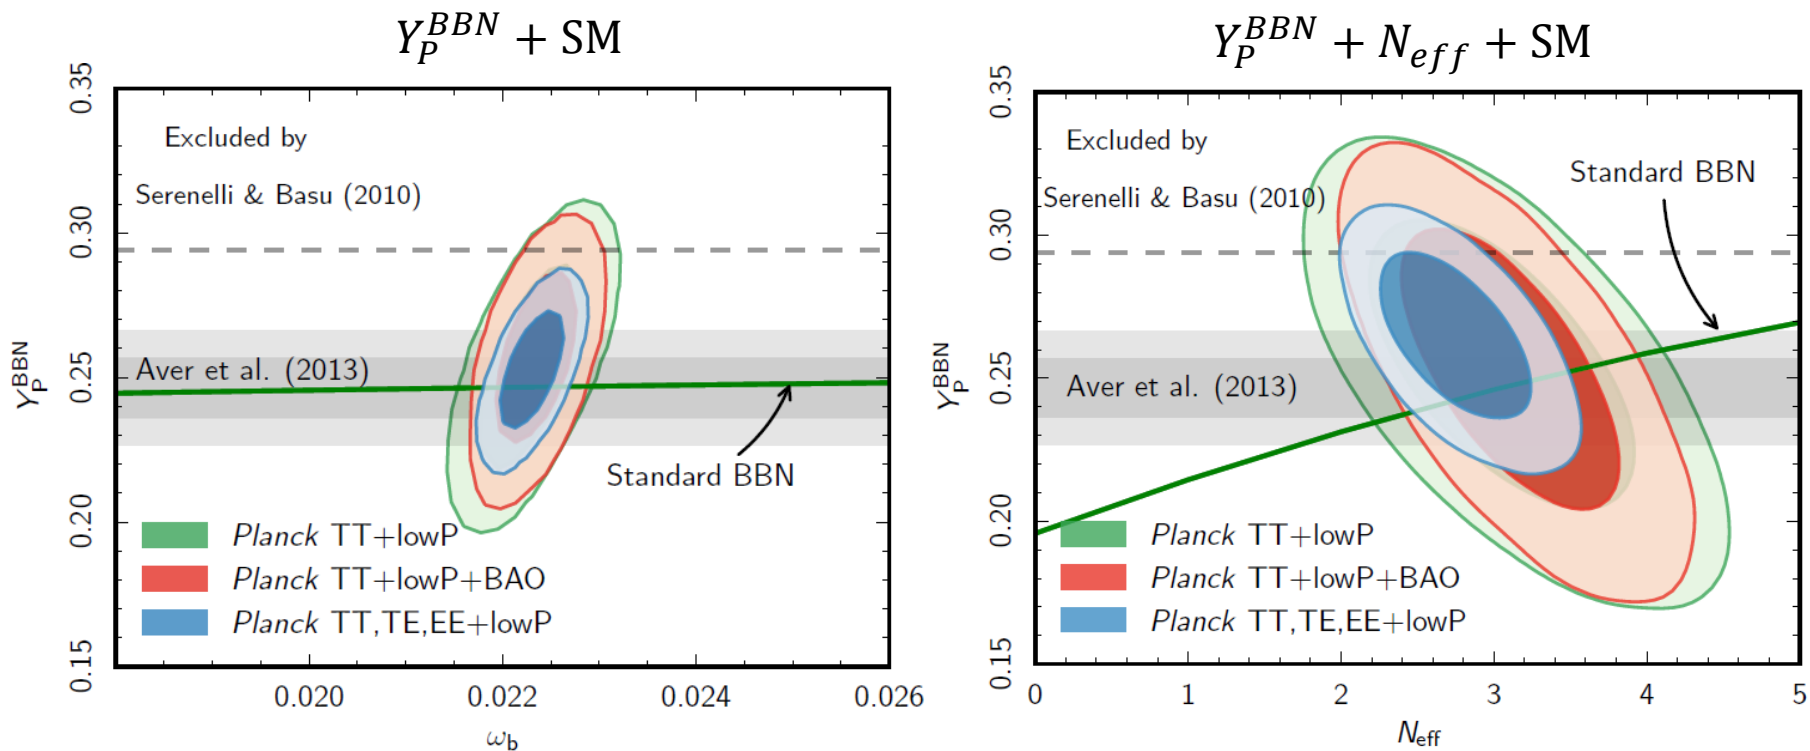 Y_P^{BBN} + SM
0.35
0.30
0.25
0.20
0.15
Y_P^{BBN}
Excluded by
Serenelli & Basu (2010)
Aver et al. (2013)
Standard BBN
Planck TT+lowP
Planck TT+lowP+BAO
Planck TT,TE,EE+lowP
0.020 0.022 0.024 0.026
ω_b
Y_P^{BBN} + N_{eff} + SM
0.35
0.30
0.25
0.20
0.15
Y_P^{BBN}
Excluded by
Serenelli & Basu (2010)
Standard BBN
Aver et al. (2013)
Planck TT+lowP
Planck TT+lowP+BAO
Planck TT,TE,EE+lowP
0 1 2 3 4 5
N_{eff}